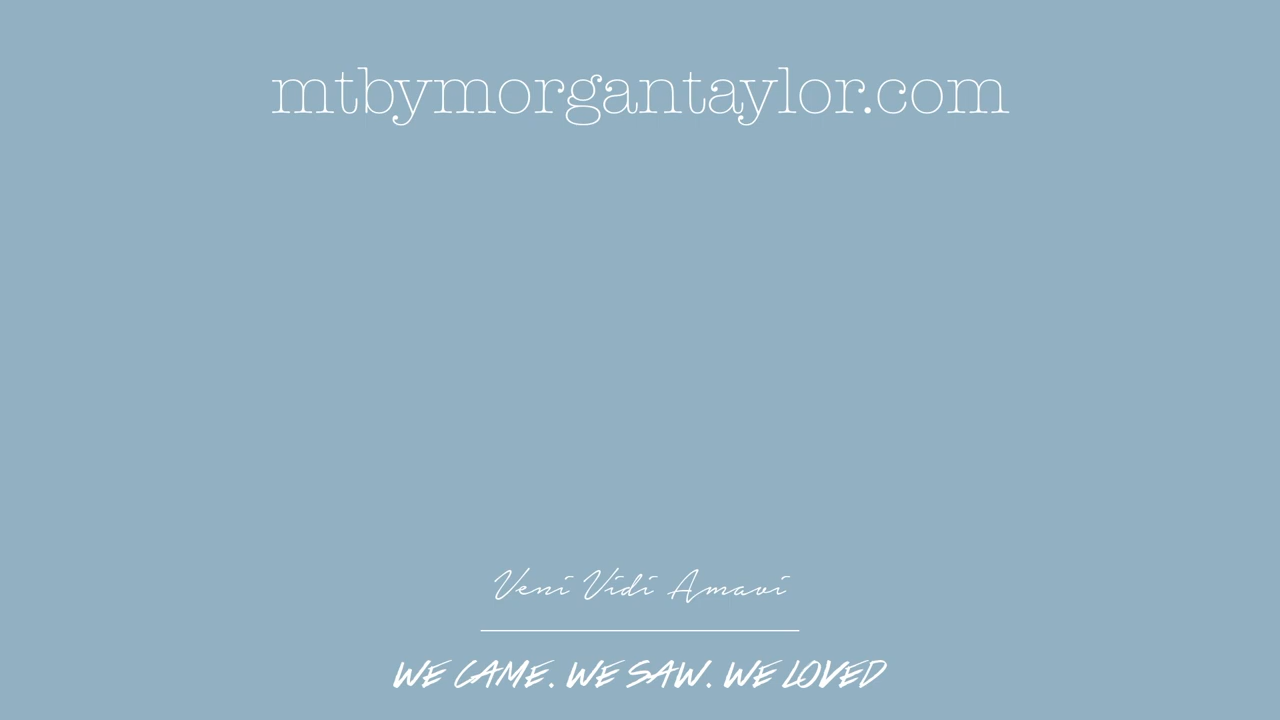 mtbymorgantaylor.com
Veni Vidi Amavi
WE CAME. WE SAW. WE LOVED